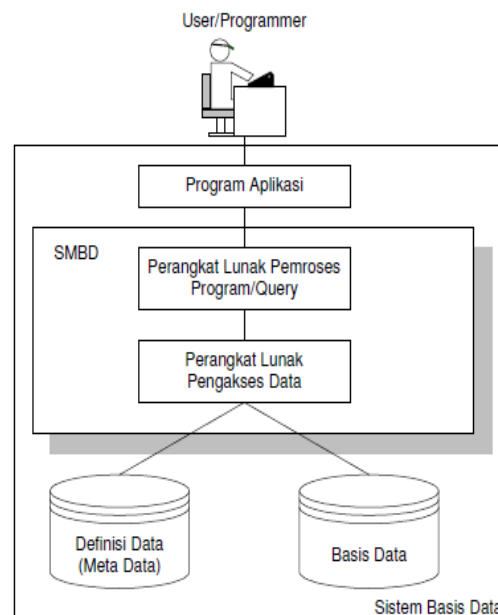 User/Programmer
Program Aplikasi
SMBD
Perangkat Lunak Pemroses
Program/Query
Perangkat Lunak
Pengakses Data
Definisi Data
(Meta Data)
Basis Data
Sistem Basis Data